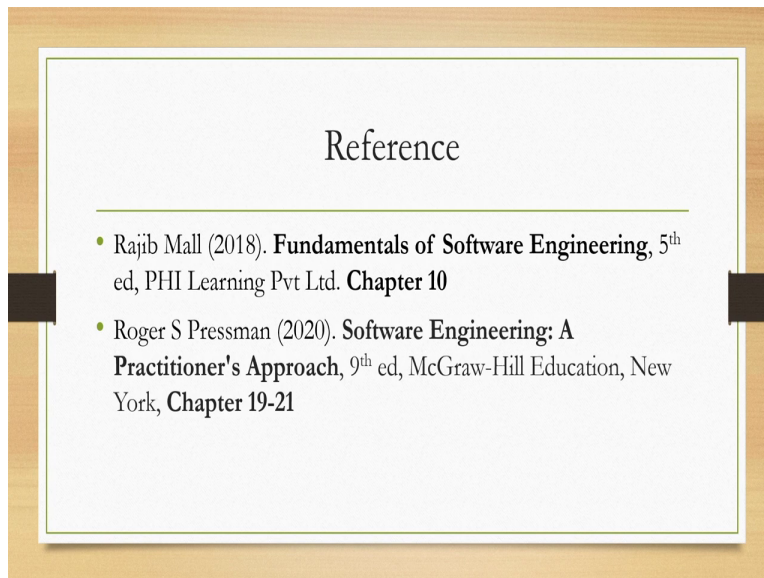 Reference
• Rajib Mall (2018). Fundamentals of Software Engineering, 5th
ed, PHI Learning Pvt Ltd. Chapter 10
• Roger S Pressman (2020). Software Engineering: A
Practitioner's Approach, 9th ed, McGraw-Hill Education, New
York, Chapter 19-21